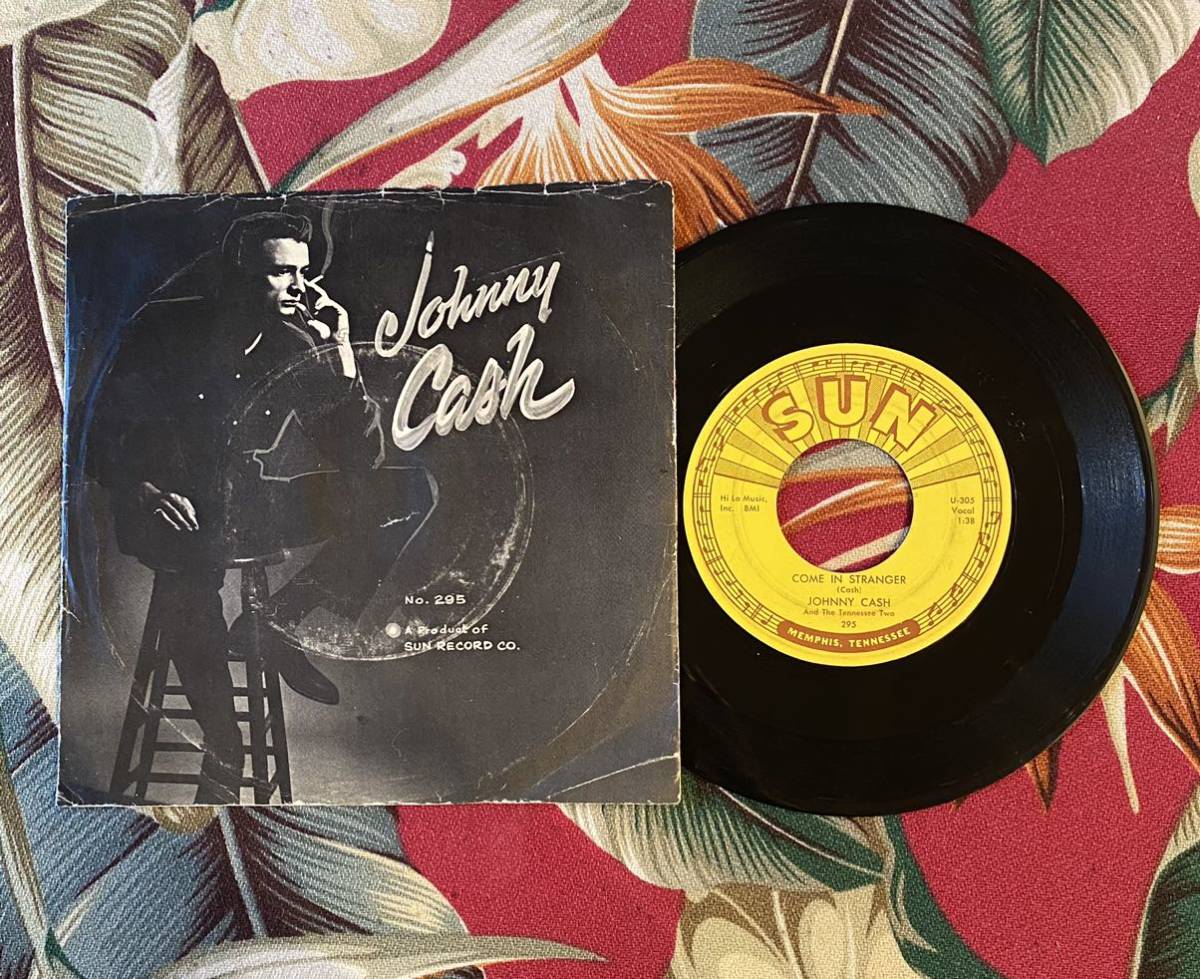 Johnny
Cash
No. 295
A Product of
SUN RECORD CO.
SUN
Hi Lo Music,
Inc. BMI
U-305
Vocal
1:38
COME IN STRANGER
(Cash)
JOHNNY CASH
And The Tennessee Two
295
MEMPHIS, TENNESSEE